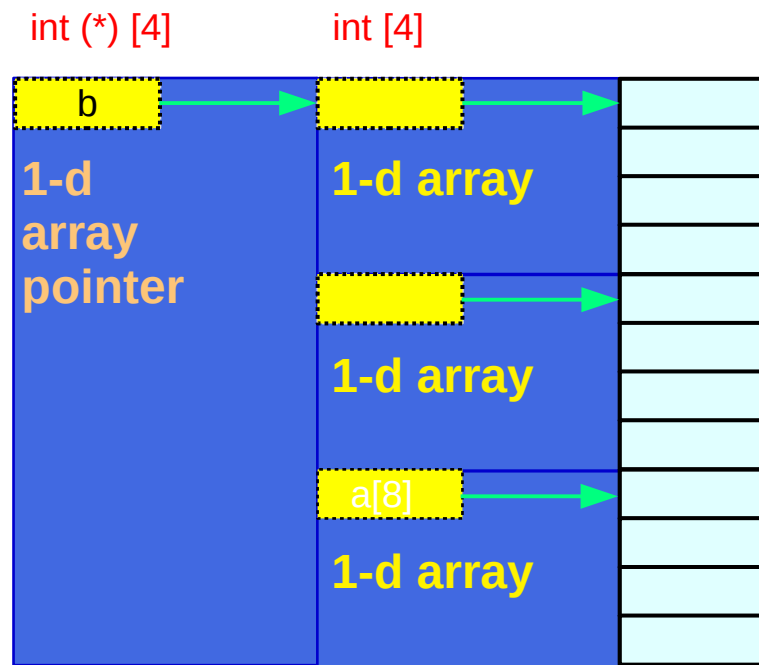 int (*) [4]
int [4]
b
1-d
array
pointer
1-d array
1-d array
a[8]
1-d array